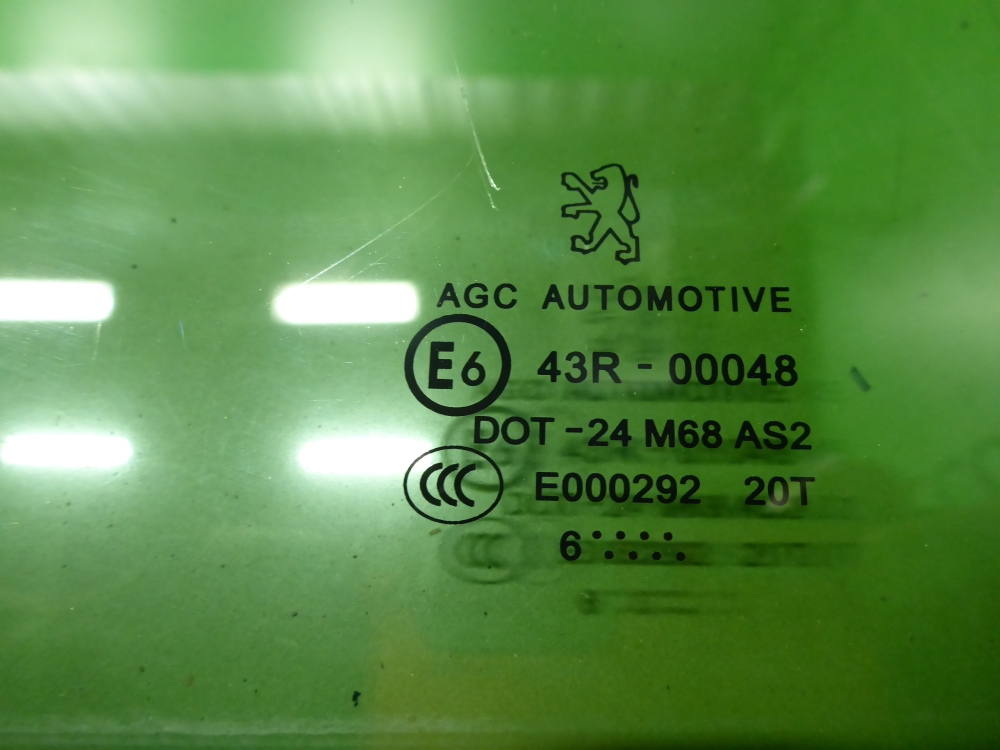 AGC AUTOMOTIVE
E6 43R - 00048
DOT -24 M68 AS2
CCC E000292 20T
6